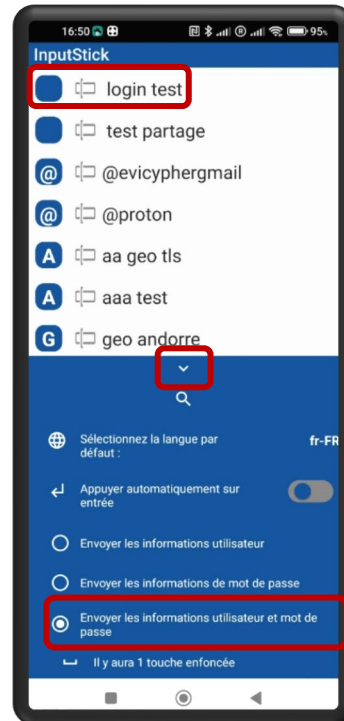 16:50 95%
InputStick
login test
test partage
@ @evicyphergmail
@ @proton
A aa geo tls
A aaa test
G geo andorre
Sélectionnez la langue par
défaut : fr-FR
Appuyer automatiquement sur
entrée
Envoyer les informations utilisateur
Envoyer les informations de mot de passe
Envoyer les informations utilisateur et mot de
passe
Il y aura 1 touche enfoncée